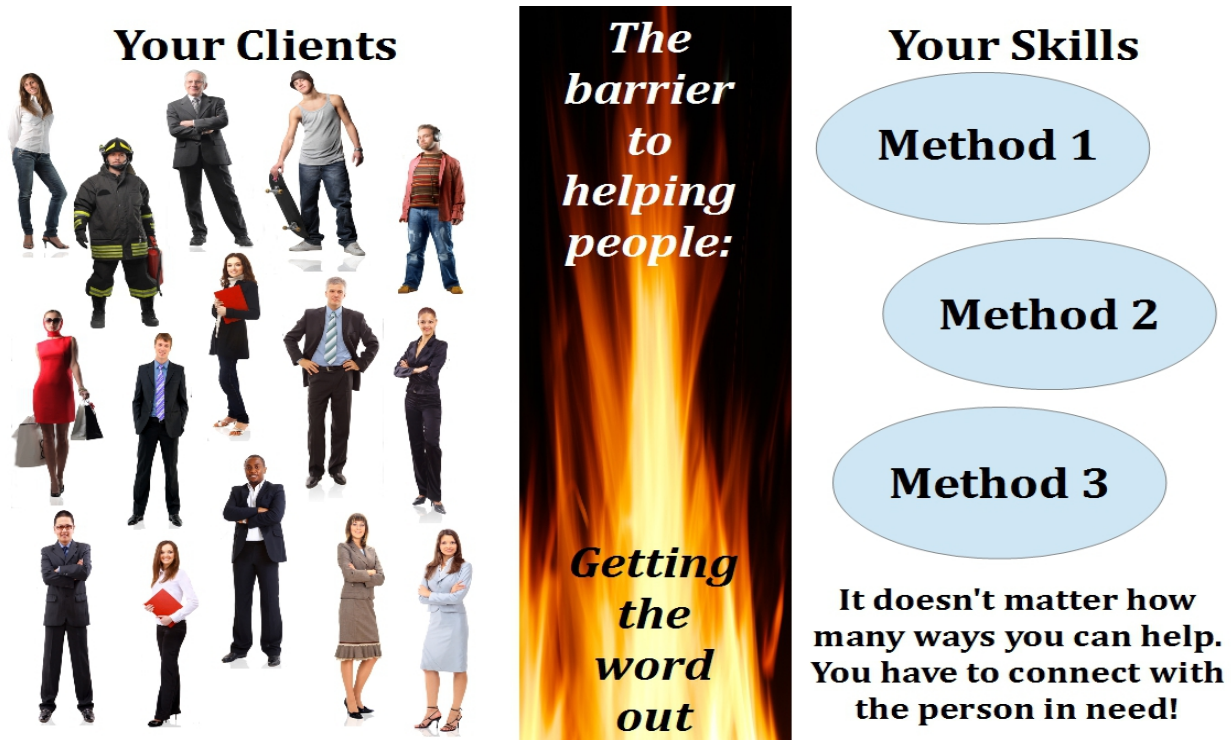 Your Clients
The
barrier
to
helping
people:
Getting
the
word
out
Your Skills
Method 1
Method 2
Method 3
It doesn't matter how
many ways you can help.
You have to connect with
the person in need!